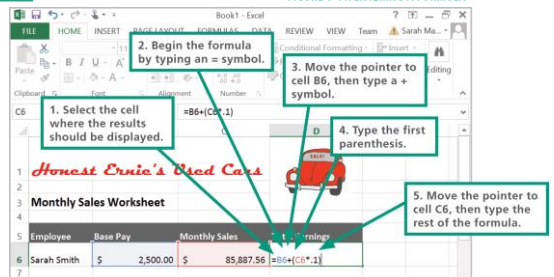 Book1 - Excel
FILE HOME INSERT PAGE LAYOUT FORMULAS DATA REVIEW VIEW Team Sarah Ma...
2. Begin the formula
by typing an = symbol.
3. Move the pointer to
cell B6, then type a +
symbol.
Conditional Formatting
Insert
Paste
B I U
Editing
Clipboard
Alignment
Number
1. Select the cell
where the results
should be displayed.
4. Type the first
parenthesis.
5. Move the pointer to
cell C6, then type the
rest of the formula.
C6
=B6+(C6*.1)
D
1 Honest Ernie's Used Cars
SALE!
2
3 Monthly Sales Worksheet
4
5 Employee Base Pay Monthly Sales
6 Sarah Smith $ 2,500.00 $ 85,887.56 =B6+(C6*.1)